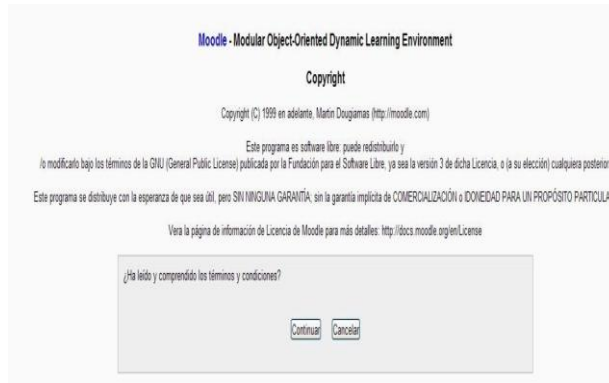 Moodle - Modular Object-Oriented Dynamic Learning Environment
Copyright
Copyright (C) 1999 en adelante, Martin Dougiamas (http://moodle.com)
Este programa es software libre: puede redistribuirlo y
/o modificarlo bajo los términos de la GNU (General Public License) publicada por la Fundación para el Software Libre, ya sea la versión 3 de dicha Licencia, o (a su elección) cualquiera posterior
Este programa se distribuye con la esperanza de que sea útil, pero SIN NINGUNA GARANTÍA; sin la garantía implícita de COMERCIALIZACIÓN o IDONEIDAD PARA UN PROPÓSITO PARTICULA
Vera la página de información de Licencia de Moodle para más detalles: http://docs.moodle.org/en/License
¿Ha leído y comprendido los términos y condiciones?
Continuar Cancelar